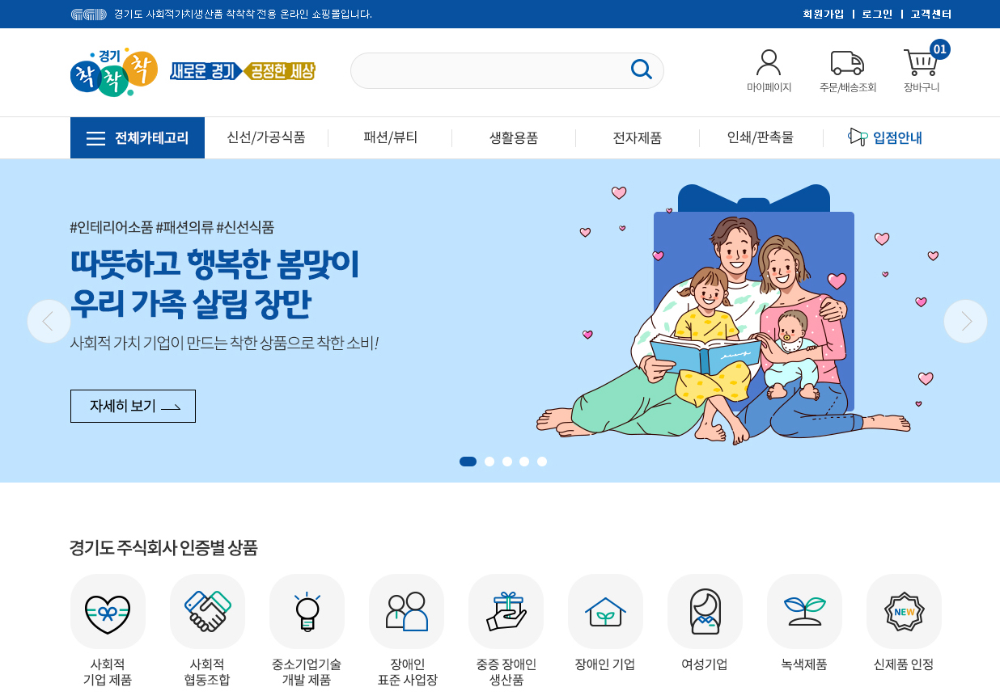 경기도 사회적가치생산품 착착착 전용 온라인 쇼핑몰입니다.
회원가입 | 로그인 | 고객센터
경기
착착착
새로운 경기 공정한 세상
01
마이페이지
주문/배송조회
장바구니
전체카테고리
신선/가공식품
패션/뷰티
생활용품
전자제품
인쇄/판촉물
입점안내
#인테리어소품 #패션의류 #신선식품
따뜻하고 행복한 봄맞이
우리 가족 살림 장만
사회적 가치 기업이 만드는 착한 상품으로 착한 소비!
자세히 보기
경기도 주식회사 인증별 상품
NEW
사회적
기업 제품
사회적
협동조합
중소기업기술
개발 제품
장애인
표준 사업장
중증 장애인
생산품
장애인 기업
여성기업
녹색제품
신제품 인정